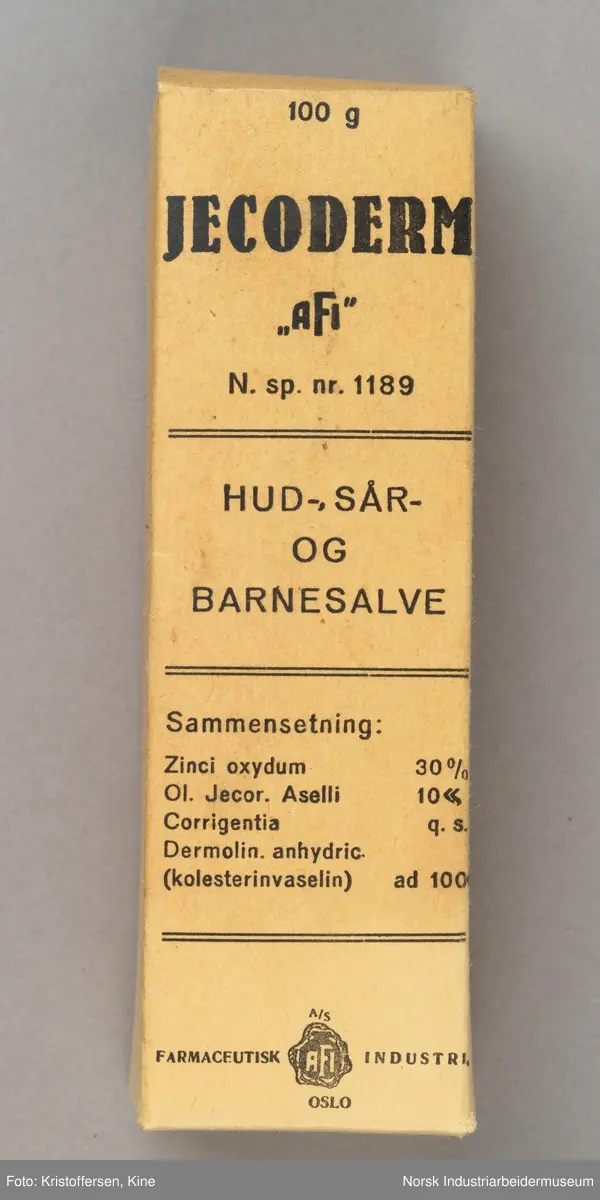 100 g
JECODERM
„AFI”
N. sp. nr. 1189
HUD-, SÅR-
OG
BARNESALVE
Sammensetning:
Zinci oxydum 30%
Ol. Jecor. Aselli 10«
Corrigentia q. s.
Dermolin. anhydric.
(kolesterinvaselin) ad 100
A/S
FARMACEUTISK AFI INDUSTRI,
OSLO
Foto: Kristoffersen, Kine Norsk Industriarbeidermuseum